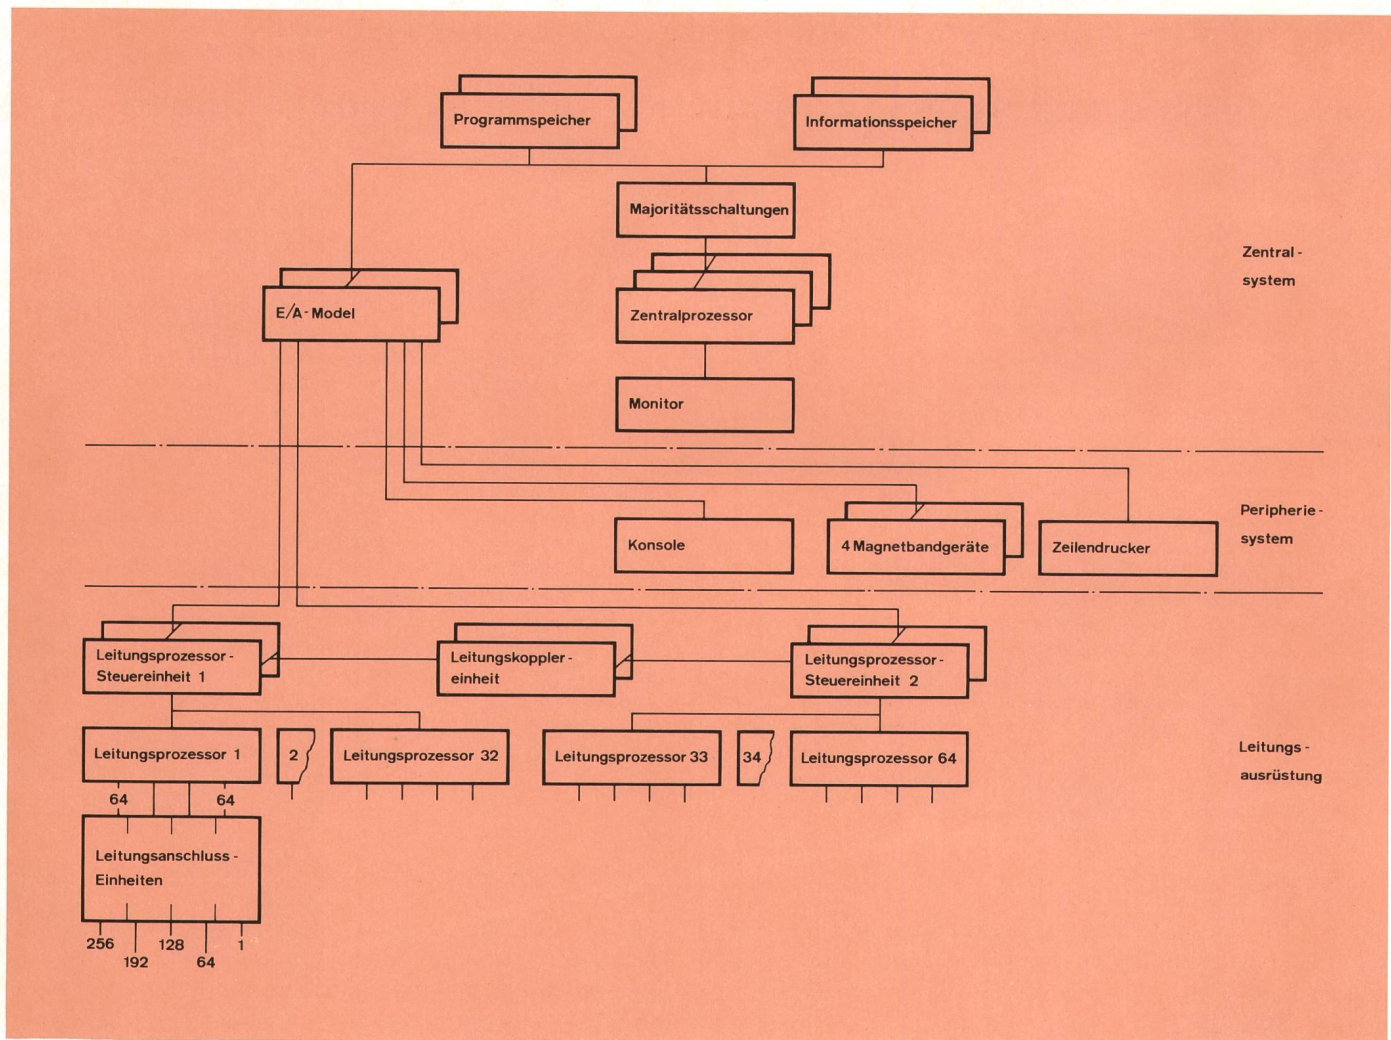 Programmspeicher
Informationsspeicher
Majoritätsschaltungen
Zentral-
system
E/A-Model
Zentralprozessor
Monitor
Peripherie-
system
Konsole
4 Magnetbandgeräte
Zeilendrucker
Leitungsprozessor-
Steuereinheit 1
Leitungskoppler-
einheit
Leitungsprozessor-
Steuereinheit 2
Leitungsprozessor 1
2
Leitungsprozessor 32
Leitungsprozessor 33
34
Leitungsprozessor 64
Leitungs-
ausrüstung
64
64
Leitungsanschluss-
Einheiten
256
192
128
64
1